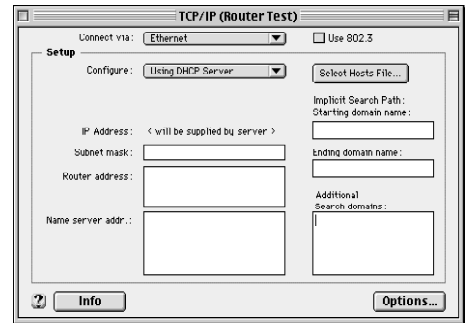 TCP/IP (Router Test)
Connect via: Ethernet
Use 802.3
Setup
Configure: Using DHCP Server
Select Hosts File...
Implicit Search Path:
Starting domain name:
IP Address: < will be supplied by server >
Subnet mask:
Ending domain name:
Router address:
Additional
Search domains:
Name server addr.:
? Info
Options...